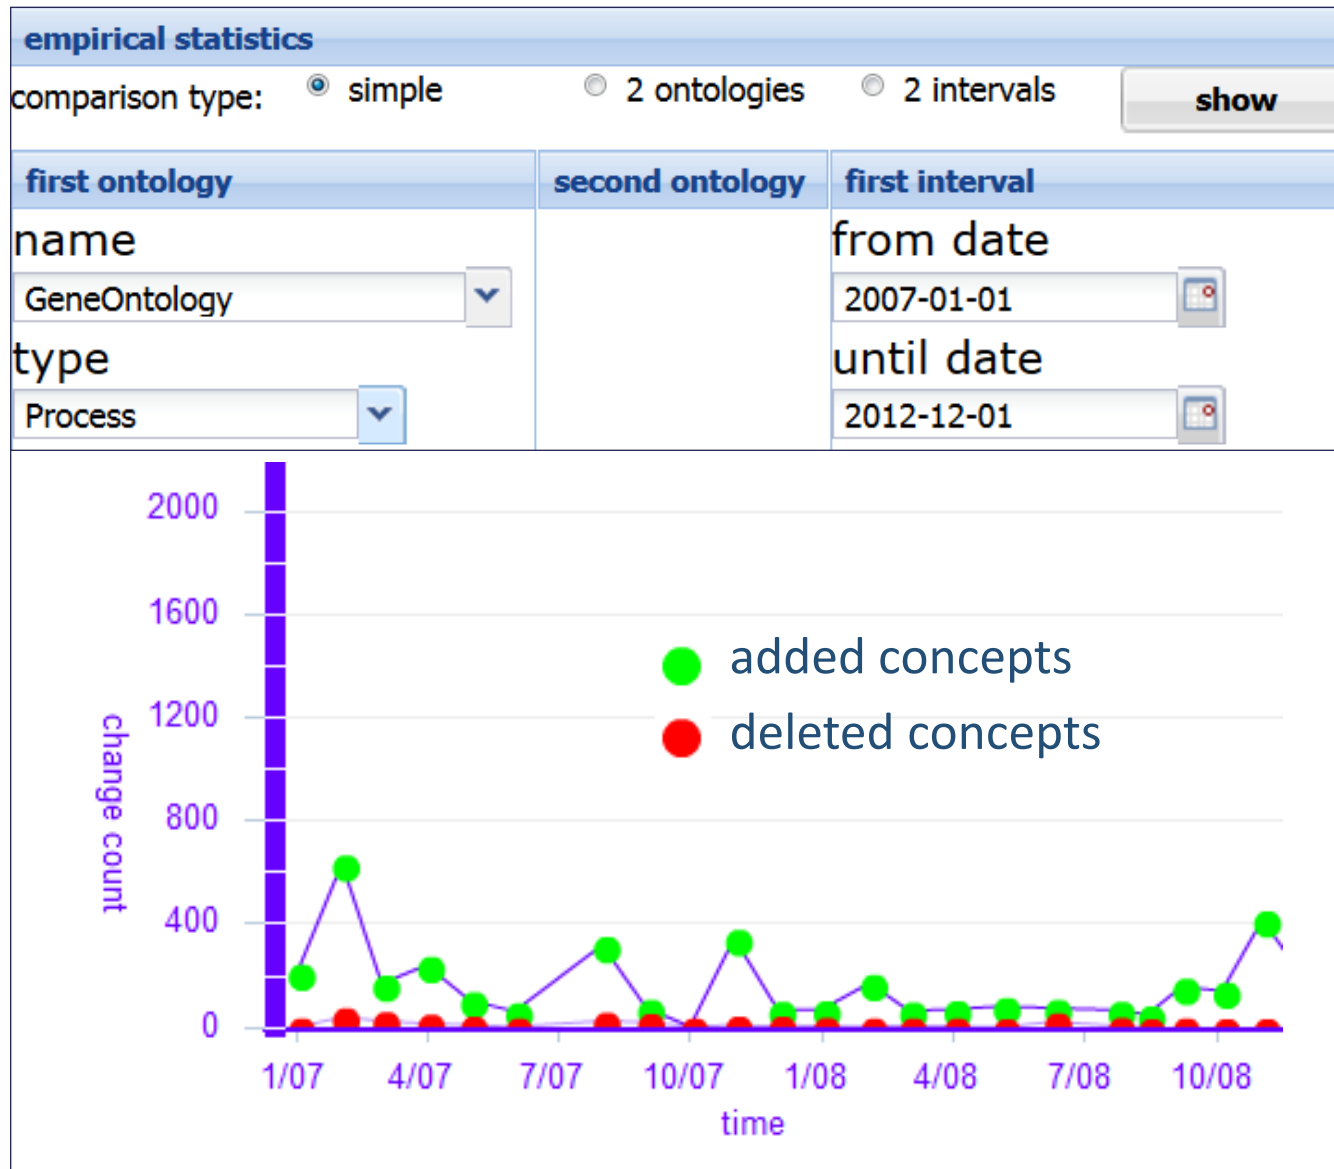 empirical statistics
comparison type: simple 2 ontologies 2 intervals show
first ontology second ontology first interval
name from date
GeneOntology 2007-01-01
type until date
Process 2012-12-01
2000
1600
added concepts
1200
deleted concepts
change count
800
400
0
1/07 4/07 7/07 10/07 1/08 4/08 7/08 10/08
time